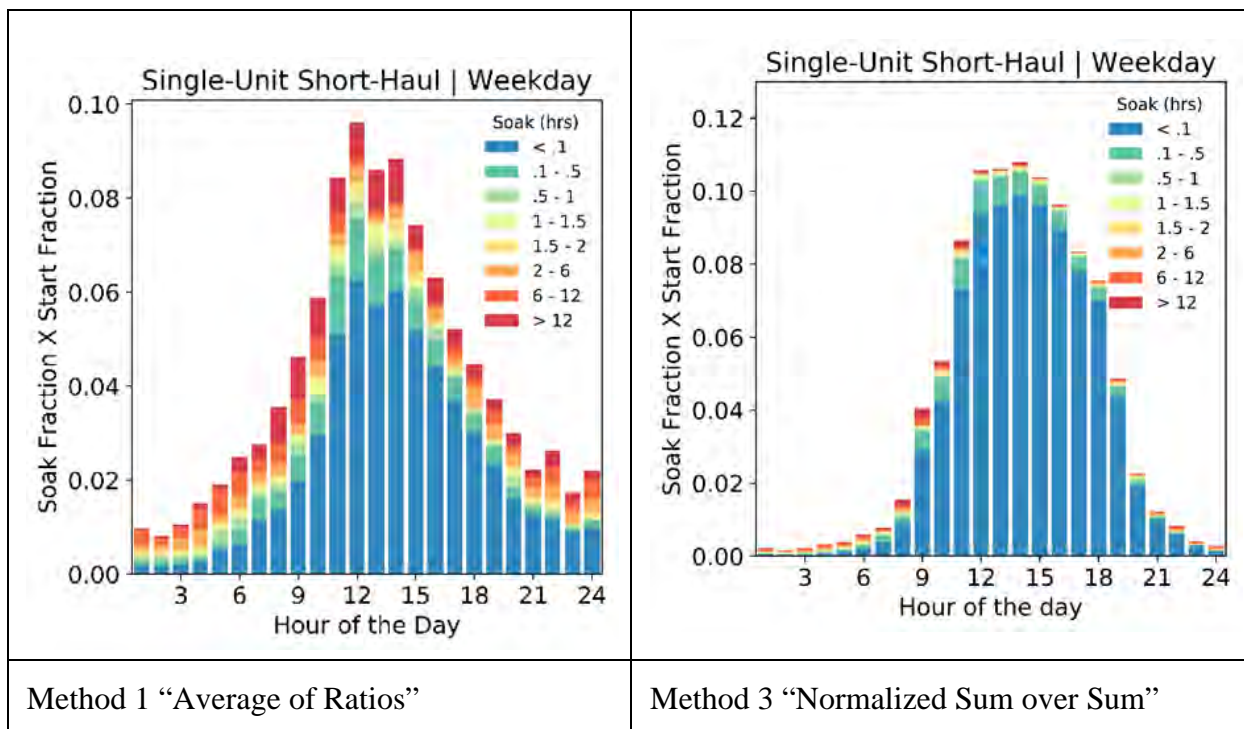 Single-Unit Short-Haul | Weekday
Soak Fraction X Start Fraction
0.10
0.08
0.06
0.04
0.02
0.00
Soak (hrs)
< .1
.1 - .5
.5 - 1
1 - 1.5
1.5 - 2
2 - 6
6 - 12
> 12
3 6 9 12 15 18 21 24
Hour of the Day
Single-Unit Short-Haul | Weekday
Soak Fraction X Start Fraction
0.12
0.10
0.08
0.06
0.04
0.02
0.00
Soak (hrs)
< .1
.1 - .5
.5 - 1
1 - 1.5
1.5 - 2
2 - 6
6 - 12
> 12
3 6 9 12 15 18 21 24
Hour of the day
Method 1 “Average of Ratios”
Method 3 “Normalized Sum over Sum”